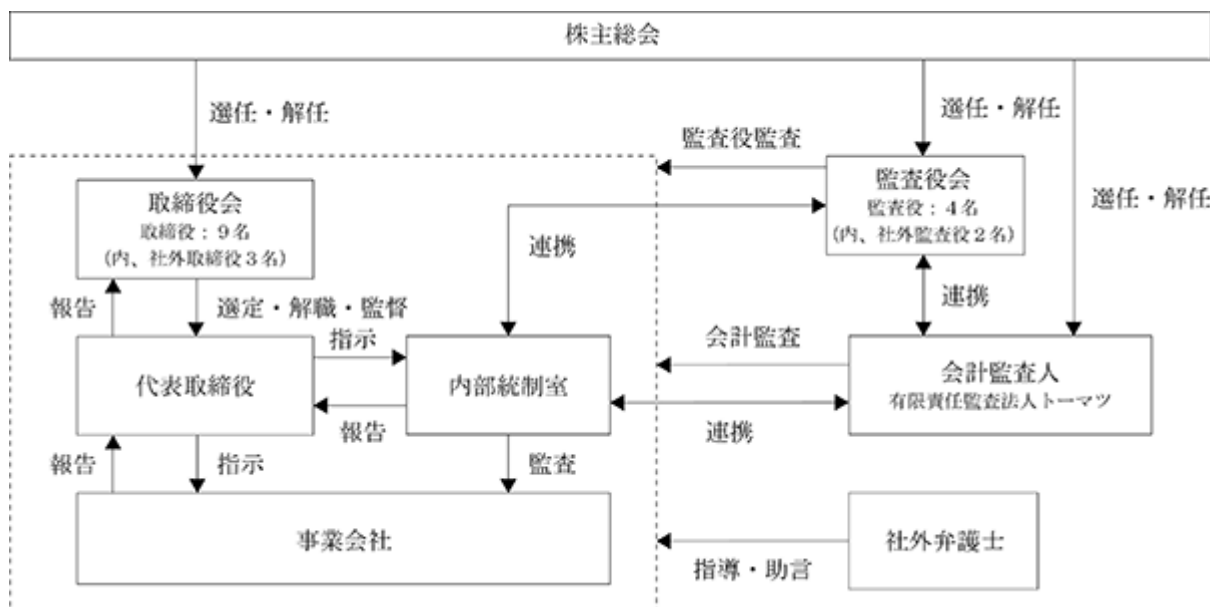 株主総会
選任・解任
選任・解任
監査役監査
監査役会
監査役：4名
(内、社外監査役2名)
選任・解任
取締役会
取締役：9名
(内、社外取締役3名)
連携
報告
選定・解職・監督
連携
指示
会計監査
代表取締役
内部統制室
会計監査人
有限責任監査法人トーマツ
報告
連携
報告
指示
監査
事業会社
社外弁護士
指導・助言